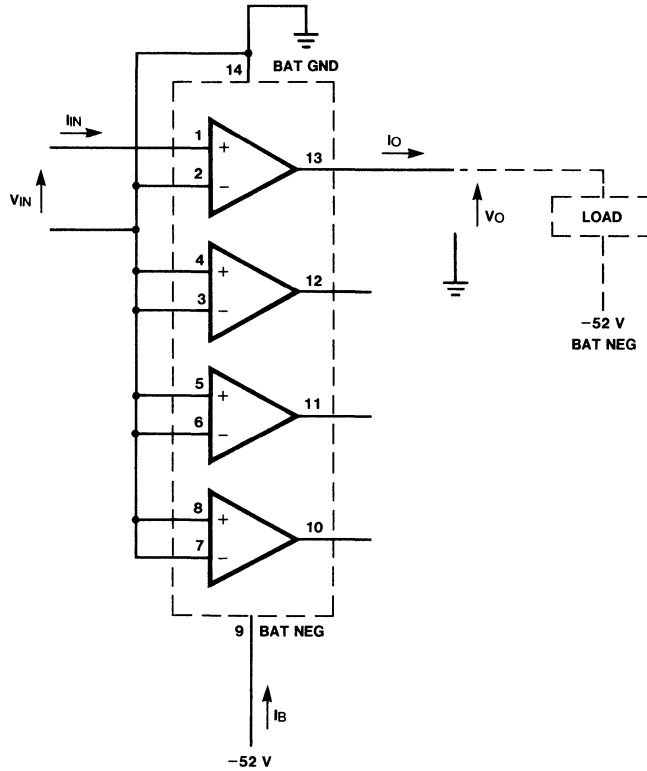 14
BAT GND
IIN
1
+
13
IO
2
−
VIN
VO
LOAD
4
+
12
3
−
−52 V
BAT NEG
5
+
11
6
−
8
+
10
7
−
9 BAT NEG
IB
−52 V